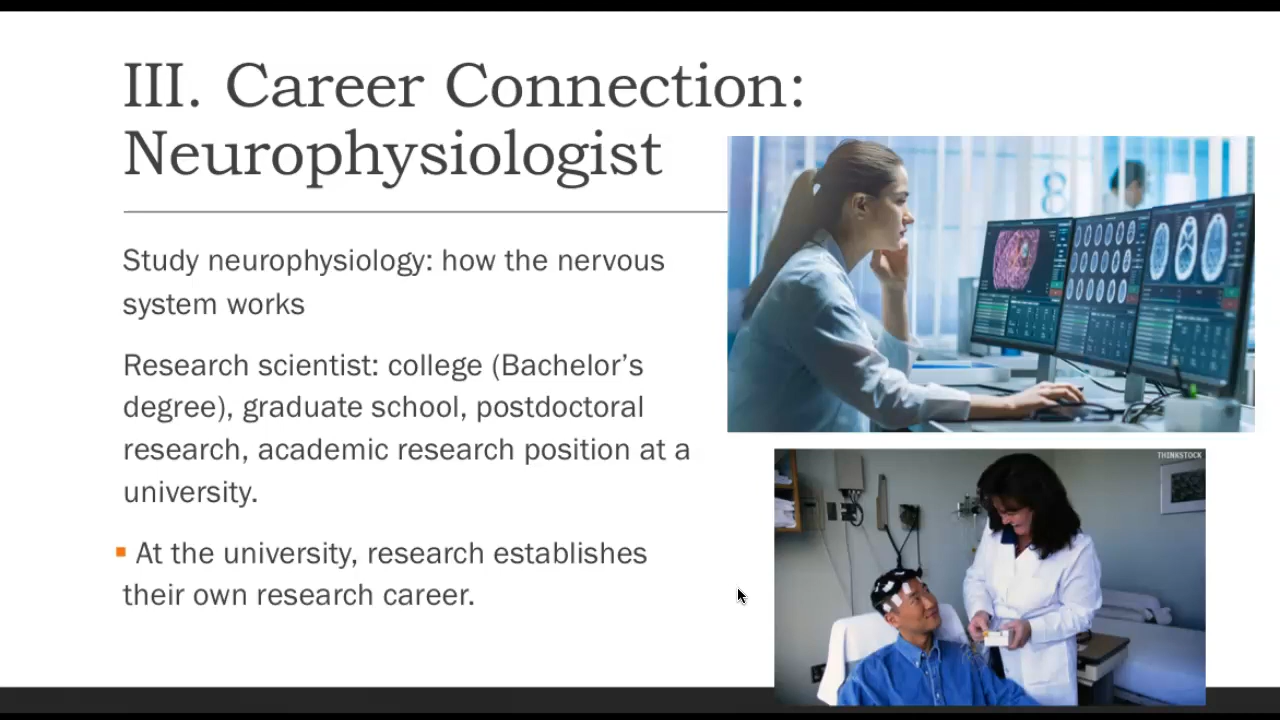 III. Career Connection:
Neurophysiologist
Study neurophysiology: how the nervous
system works
Research scientist: college (Bachelor’s
degree), graduate school, postdoctoral
research, academic research position at a
university.
At the university, research establishes
their own research career.
8
THINKSTOCK